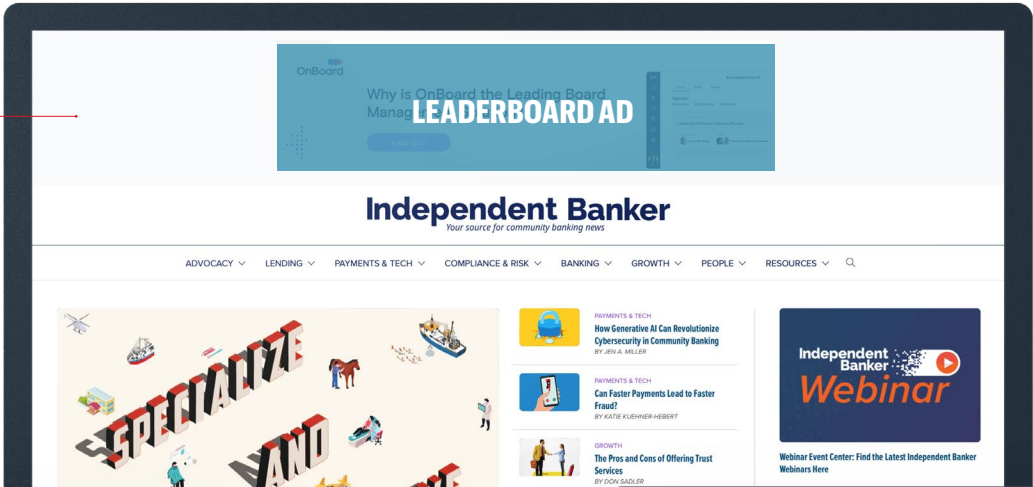 OnBoard
Why is OnBoard the Leading Board
LEADERBOARD AD
FIND OUT
Independent Banker
Your source for community banking news
ADVOCACY LENDING PAYMENTS & TECH COMPLIANCE & RISK BANKING GROWTH PEOPLE RESOURCES
SPECIALIZE
AND
PAYMENTS & TECH
How Generative AI Can Revolutionize
Cybersecurity in Community Banking
BY JEN A. MILLER
PAYMENTS & TECH
Can Faster Payments Lead to Faster
Fraud?
BY KATIE KUEHNER-HEBERT
GROWTH
The Pros and Cons of Offering Trust
Services
BY DON SADLER
Independent
Banker
Webinar
Webinar Event Center: Find the Latest Independent Banker
Webinars Here